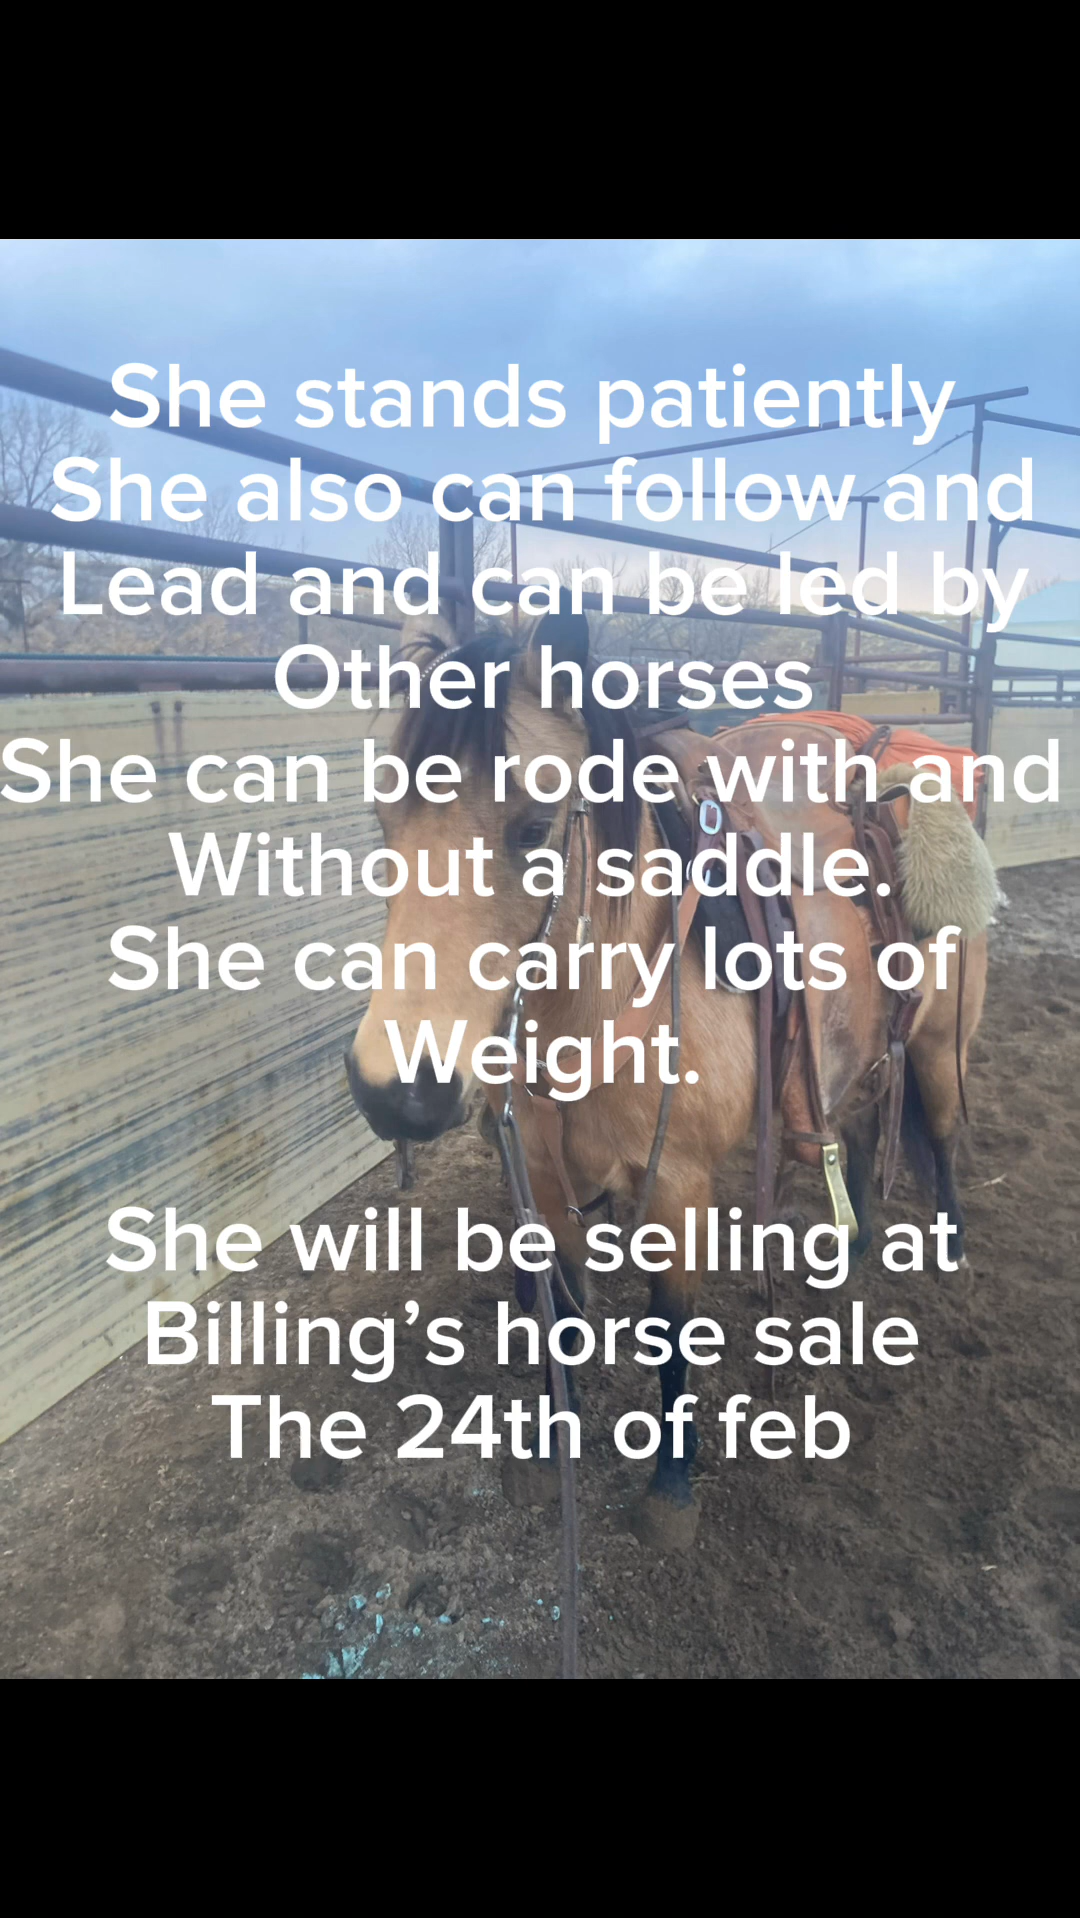 She stands patiently
She also can follow and
Lead and can be led by
Other horses
She can be rode with and
Without a saddle.
She can carry lots of
Weight.
She will be selling at
Billing’s horse sale
The 24th of feb